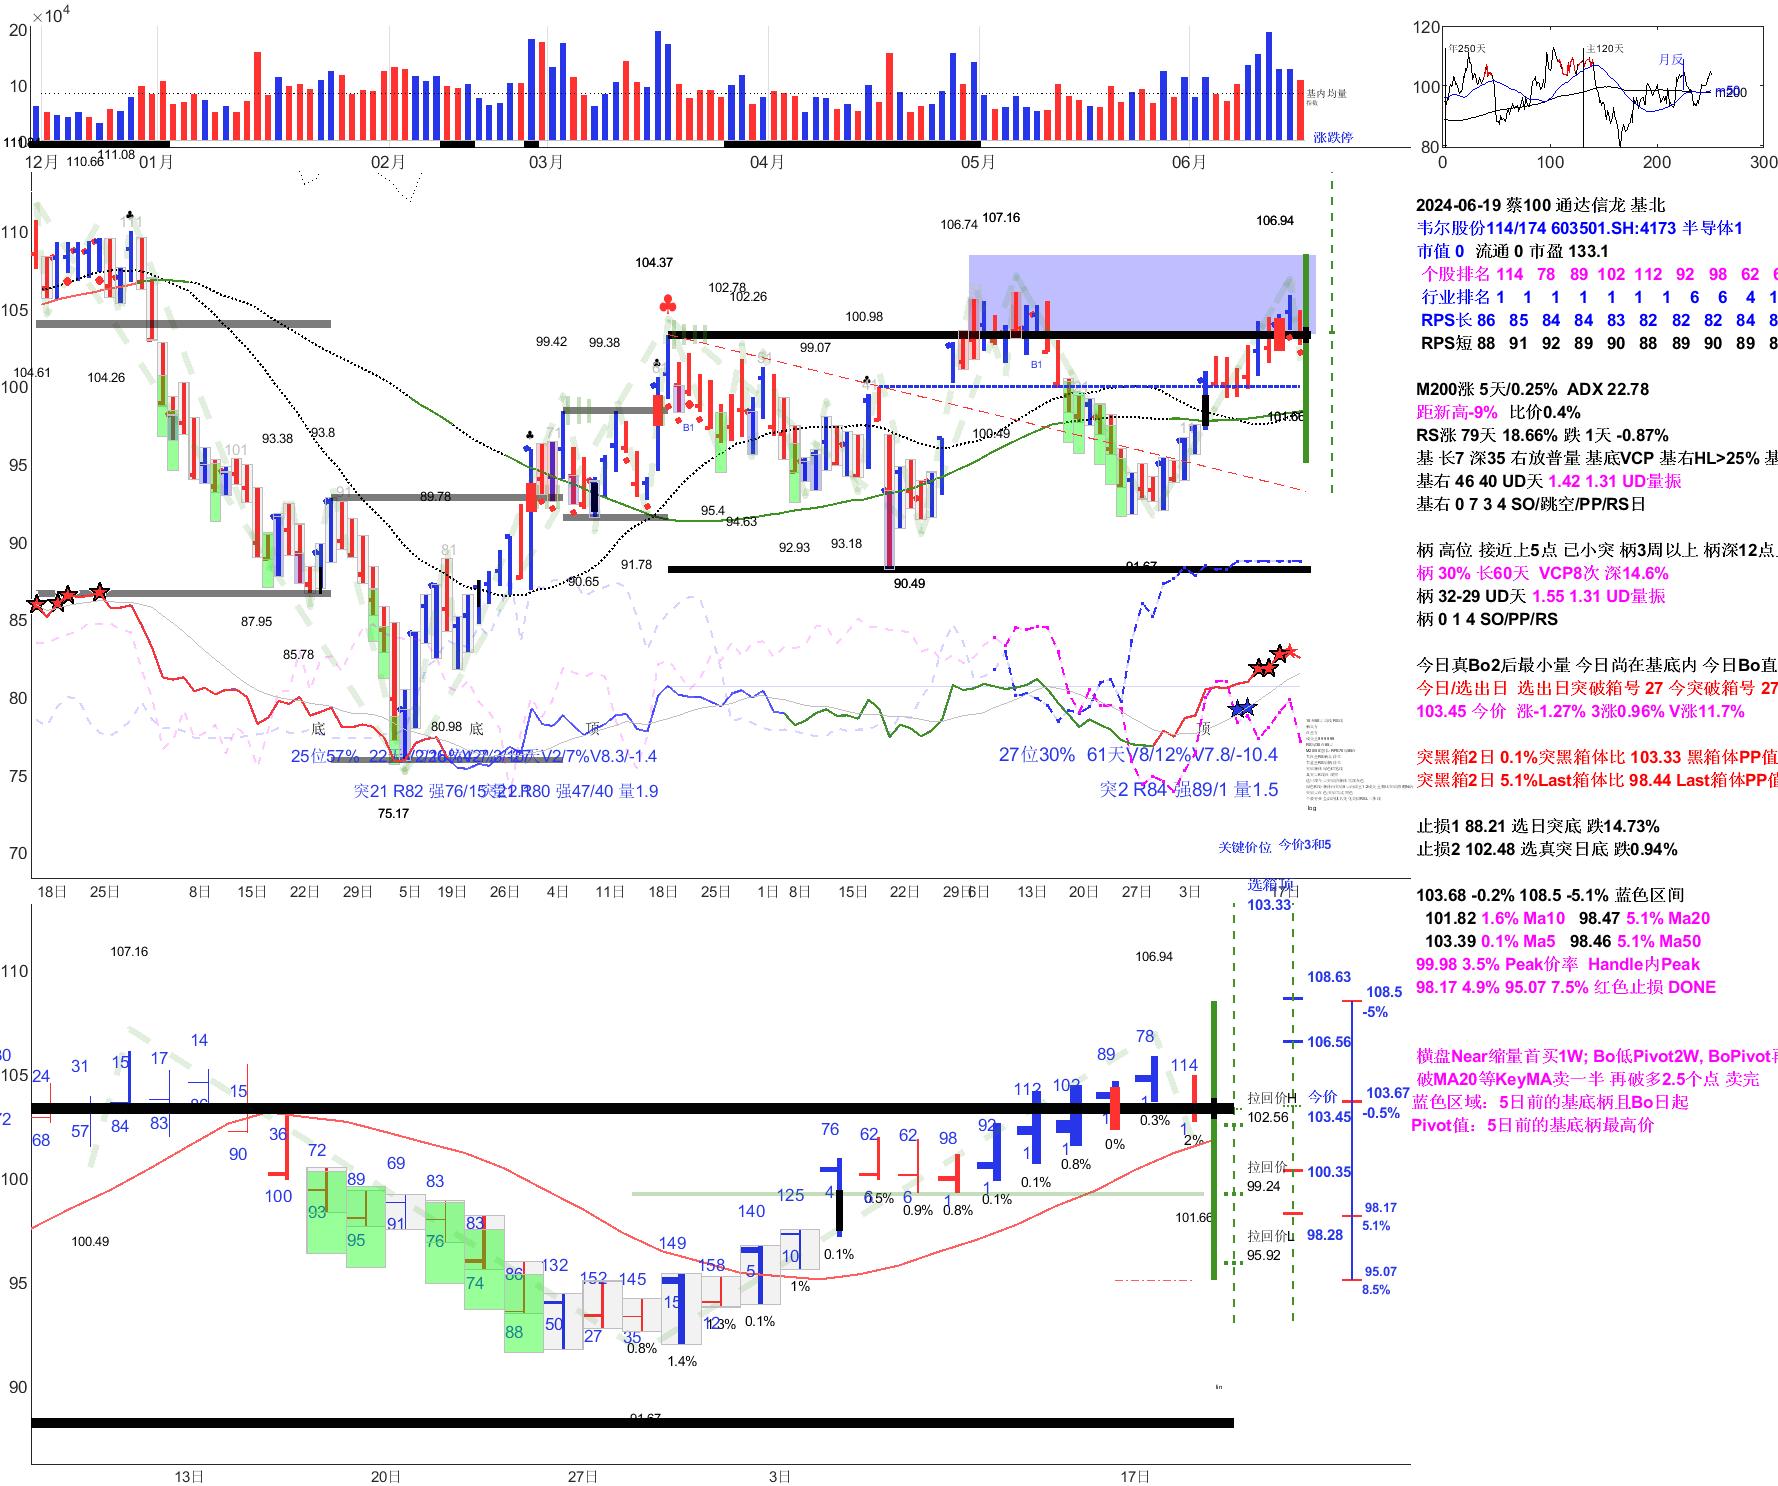 ×10⁴
20
10
0
基内均量
涨跌停
12月 110.66 111.08 01月 02月 03月 04月 05月 06月
120
100
80
年250天
主120天
月反
m200
0 100 200 300
2024-06-19 蔡100 通达信龙 基北
韦尔股份114/174 603501.SH:4173 半导体1
市值 0 流通 0 市盈 133.1
个股排名 114 78 89 102 112 92 98 62
行业排名 1 1 1 1 1 1 6 6 4 1
RPS长 86 85 84 84 83 82 82 82 84 8
RPS短 88 91 92 89 90 88 89 90 89 8
M200涨 5天/0.25% ADX 22.78
距新高-9% 比价0.4%
RS涨 79天 18.66% 跌 1天 -0.87%
基 长7 深35 右放普量 基底VCP 基右HL>25%
基右 46 40 UD天 1.42 1.31 UD量振
基右 0 7 3 4 SO/跳空/PP/RS日
柄 高位 接近上5点 己小突 柄3周以上 柄深12点
柄 30% 长60天 VCP8次 深14.6%
柄 32-29 UD天 1.55 1.31 UD量振
柄 0 1 4 SO/PP/RS
今日真Bo2后最小量 今日尚在基底内 今日Bo直
今日/选出日 选出日突破箱号 27 今突破箱号 27
103.45 今价 涨-1.27% 3涨0.96% V涨11.7%
突黑箱2日 0.1%突黑箱体比 103.33 黑箱体PP值
突黑箱2日 5.1%Last箱体比 98.44 Last箱体PP值
止损1 88.21 选日突底 跌14.73%
止损2 102.48 选真突日底 跌0.94%
103.68 -0.2% 108.5 -5.1% 蓝色区间
101.82 1.6% Ma10 98.47 5.1% Ma20
103.39 0.1% Ma5 98.46 5.1% Ma50
99.98 3.5% Peak价率 Handle内Peak
98.17 4.9% 95.07 7.5% 红色止损 DONE
横盘Near缩量首买1W; Bo低Pivot2W, BoPivot再
破MA20等KeyMA卖一半 再破多2.5个点 卖完
蓝色区域：5日前的基底柄且Bo日起
Pivot值：5日前的基底柄最高价
110
105
100
95
90
85
80
75
70
111
106.74 107.16
106.94
104.37
102.78
102.26
100.98
104.61
104.26
99.42 99.38
99.07
B1
B1
101.66
93.38
93.8
101
100.49
89.78
95.4
94.63
91
81
92.93
93.18
91.78
90.65
90.49
91.67
87.95
85.78
80.98
底
底
顶
顶
25位57%
7%V8.3/-1.4
27位30% 61天V8/12%V7.8/-10.4
突21 R82 强76/15
R80 强47/40 量1.9
突2 R84 强89/1 量1.5
75.17
log
关键价位 今价3和5
18日 25日 8日 15日 22日 29日 5日 19日 26日 4日 11日 18日 25日 1日 8日 15日 22日 29日 6日 13日 20日 27日 3日 17日
选箱顶
103.33
110
105
100
95
90
107.16
106.94
24
31
15
17
14
15
68
57
84
83
86
90
36
100
72
93
89
95
69
91
83
76
83
74
86
88
132
50
152
27
145
35
0.8%
149
15
1.4%
158
12
1.3%
140
5
0.1%
125
10
1%
76
4
0.1%
62
6
0.5%
62
6
0.9%
98
1
0.8%
92
1
0.1%
112
1
0.1%
102
1
0.8%
89
1
0%
78
1
0.3%
114
1
2%
100.49
101.66
91.67
lin
拉回价H
102.56
拉回价
99.24
拉回价L
95.92
108.63
106.56
今价
103.45
100.35
98.28
108.5
-5%
103.67
-0.5%
98.17
5.1%
95.07
8.5%
13日 20日 27日 3日 17日